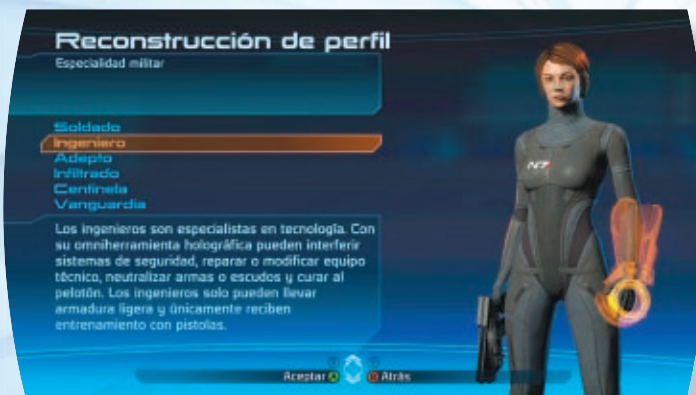 Reconstrucción de perfil
Especialidad militar
Soldado
Ingeniero
Adepto
Infiltrado
Centinela
Vanguardia
Los ingenieros son especialistas en tecnología. Con
su omniherramienta holográfica pueden interferir
sistemas de seguridad, reparar o modificar equipo
técnico, neutralizar armas o escudos y curar al
pelotón. Los ingenieros solo pueden llevar
armadura ligera y únicamente reciben
entrenamiento con pistolas.
N7
Aceptar A B Atrás